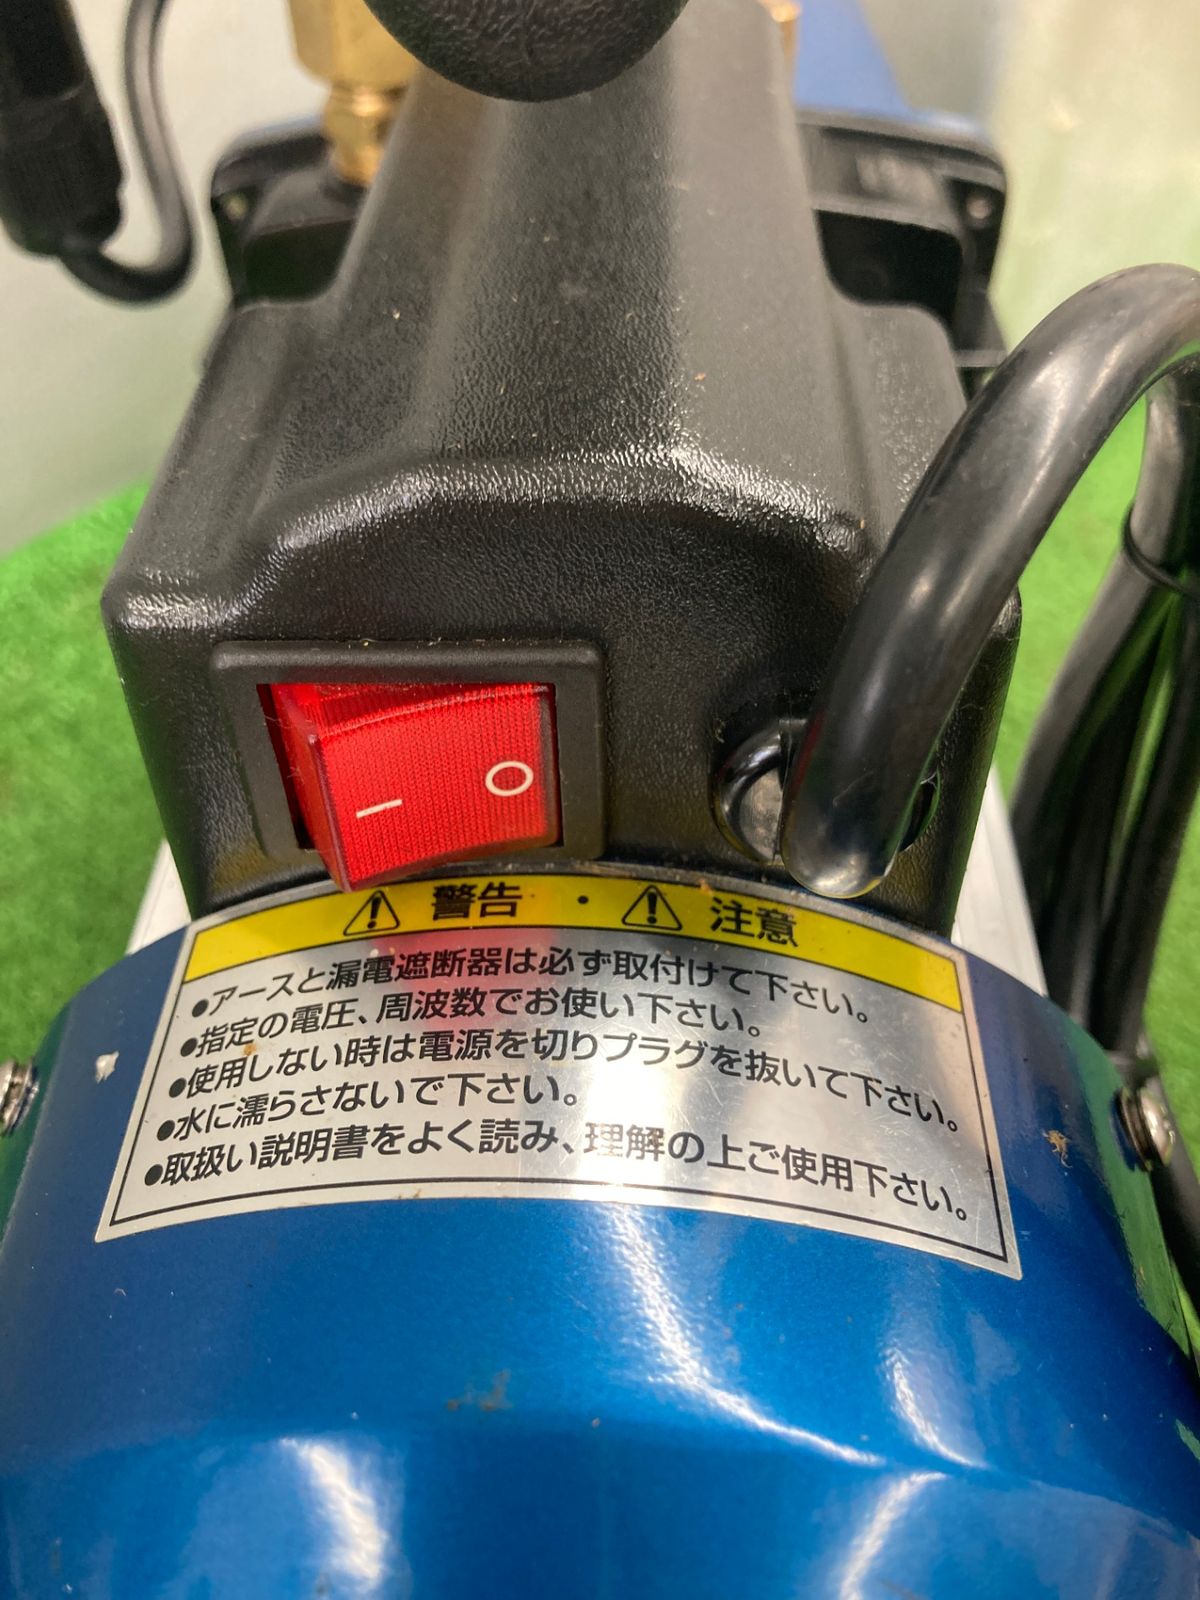 I O
⚠ 警告 ・ ⚠ 注意
●アースと漏電遮断器は必ず取付けて下さい。
●指定の電圧、周波数でお使い下さい。
●使用しない時は電源を切りプラグを抜いて下さい。
●水に濡らさないで下さい。
●取扱い説明書をよく読み、理解の上ご使用下さい。